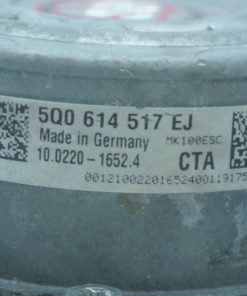 5Q0 614 517 EJ
Made in Germany MK100ESC
10.0220-1652.4 CTA